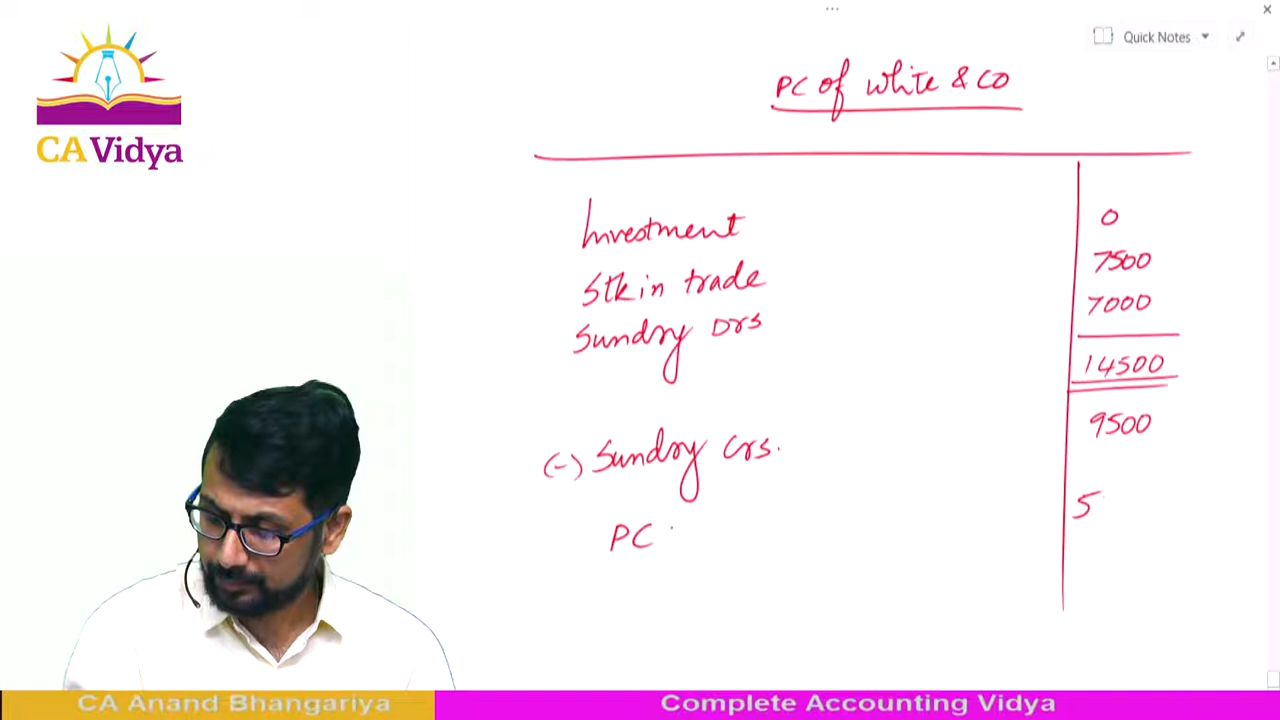 ...
Quick Notes
CA Vidya
PC of white & CO
Investment 0
Stk in trade 7500
Sundry Drs 7000
14500
(-) Sundry Crs. 9500
PC 5
CA Anand Bhangariya
Complete Accounting Vidya